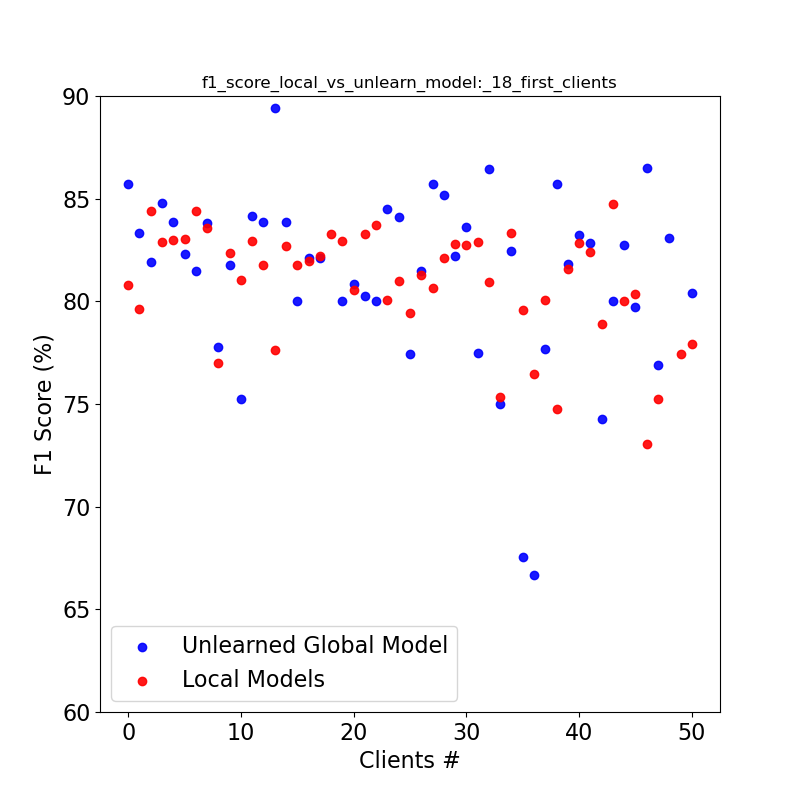 f1_score_local_vs_unlearn_model:_18_first_clients
90
85
80
75
70
65
60
F1 Score (%)
Unlearned Global Model
Local Models
0 10 20 30 40 50
Clients #